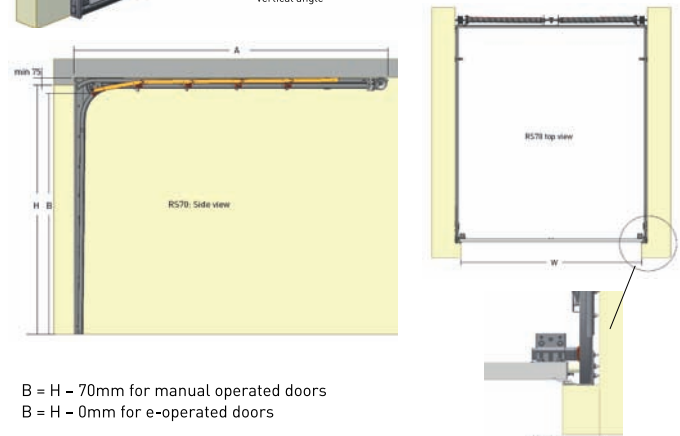 vertical angle
A
min 75
H B
RS70: Side view
RS70 top view
W
B = H – 70mm for manual operated doors
B = H – 0mm for e-operated doors